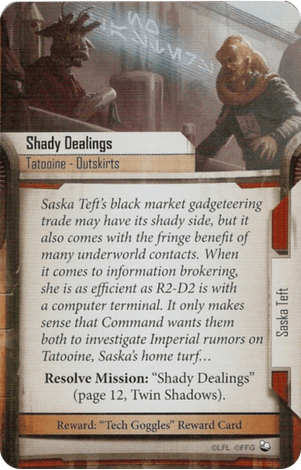 Shady Dealings
Tatooine - Outskirts
Saska Teft's black market gadgeteering
trade may have its shady side, but it
also comes with the fringe benefit of
many underworld contacts. When
it comes to information brokering,
she is as efficient as R2-D2 is with
a computer terminal. It only makes
sense that Command wants them
both to investigate Imperial rumors on
Tatooine, Saska's home turf…
Resolve Mission: "Shady Dealings"
(page 12, Twin Shadows).
Reward: "Tech Goggles" Reward Card
Saska Teft
©LFL ©FFG